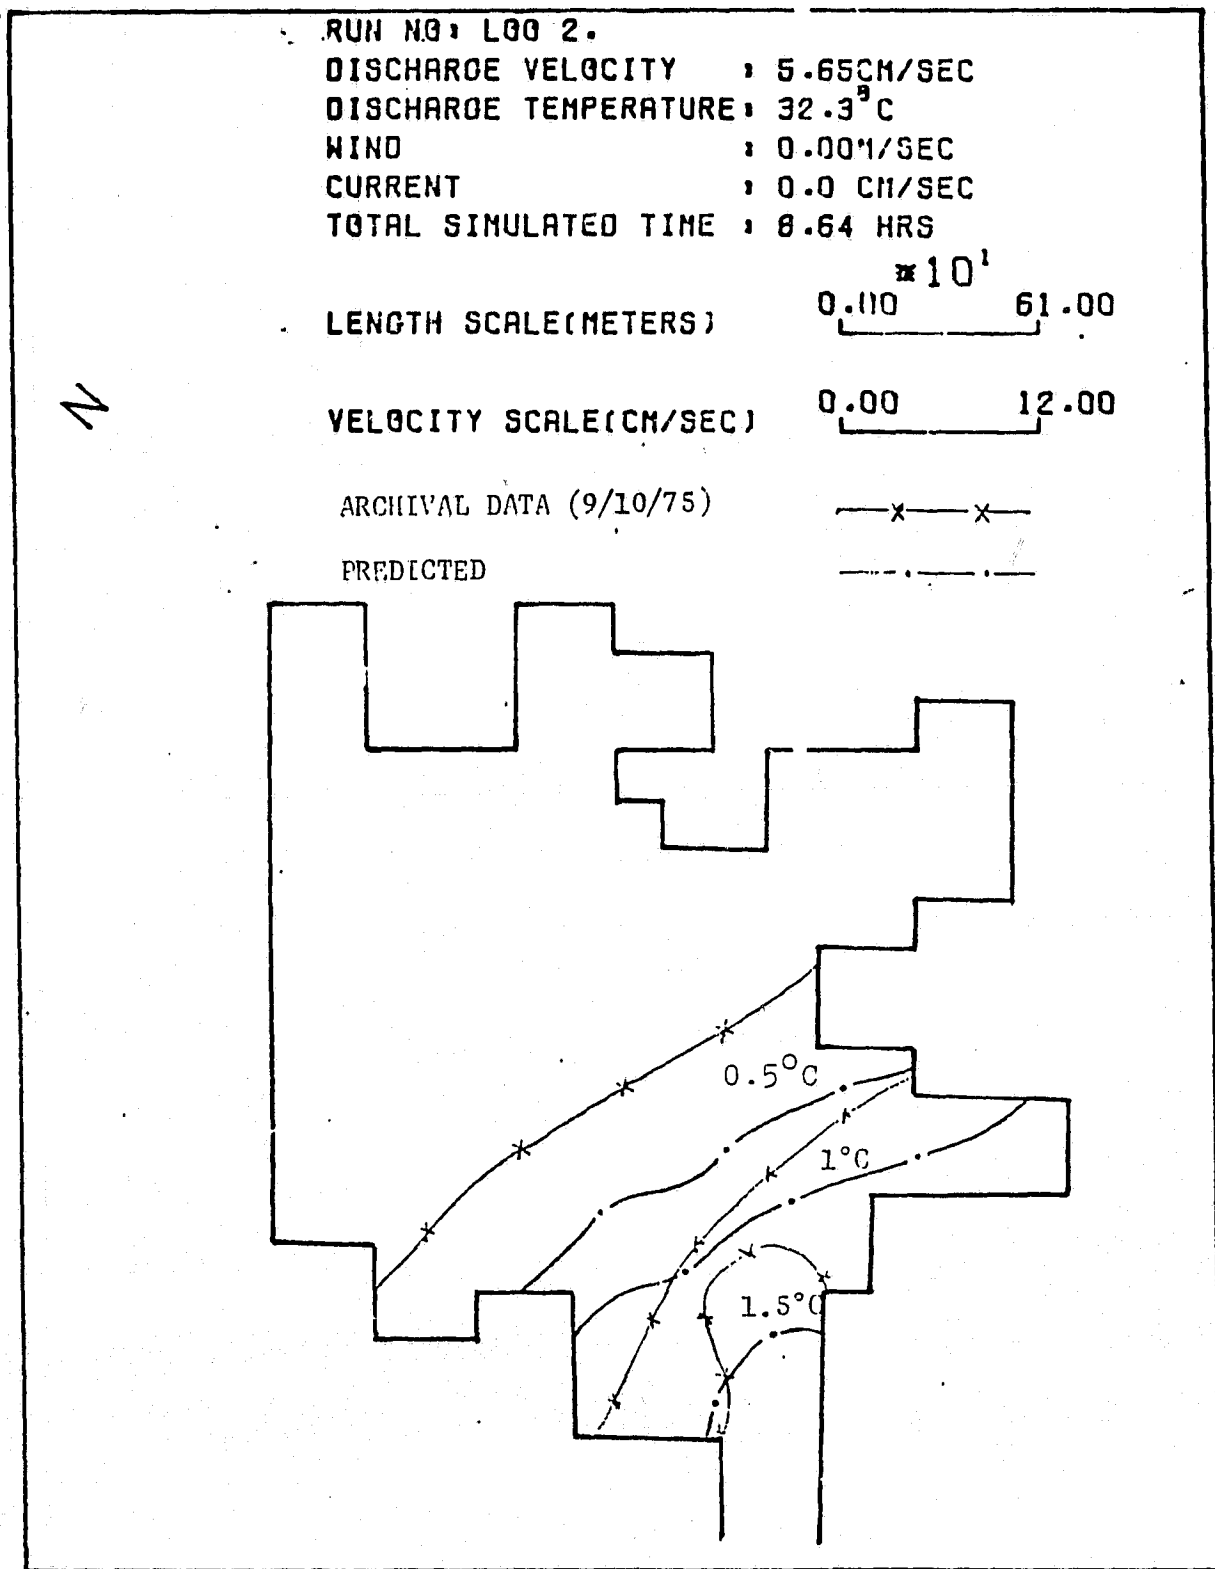 RUN NO: LOG 2.
DISCHARGE VELOCITY : 5.65CM/SEC
DISCHARGE TEMPERATURE: 32.3°C
WIND : 0.00M/SEC
CURRENT : 0.0 CM/SEC
TOTAL SIMULATED TIME : 8.64 HRS
*10¹
LENGTH SCALE(METERS) 0.00 61.00
VELOCITY SCALE(CM/SEC) 0.00 12.00
N
ARCHIVAL DATA (9/10/75)
PREDICTED
0.5°C
1°C
1.5°C